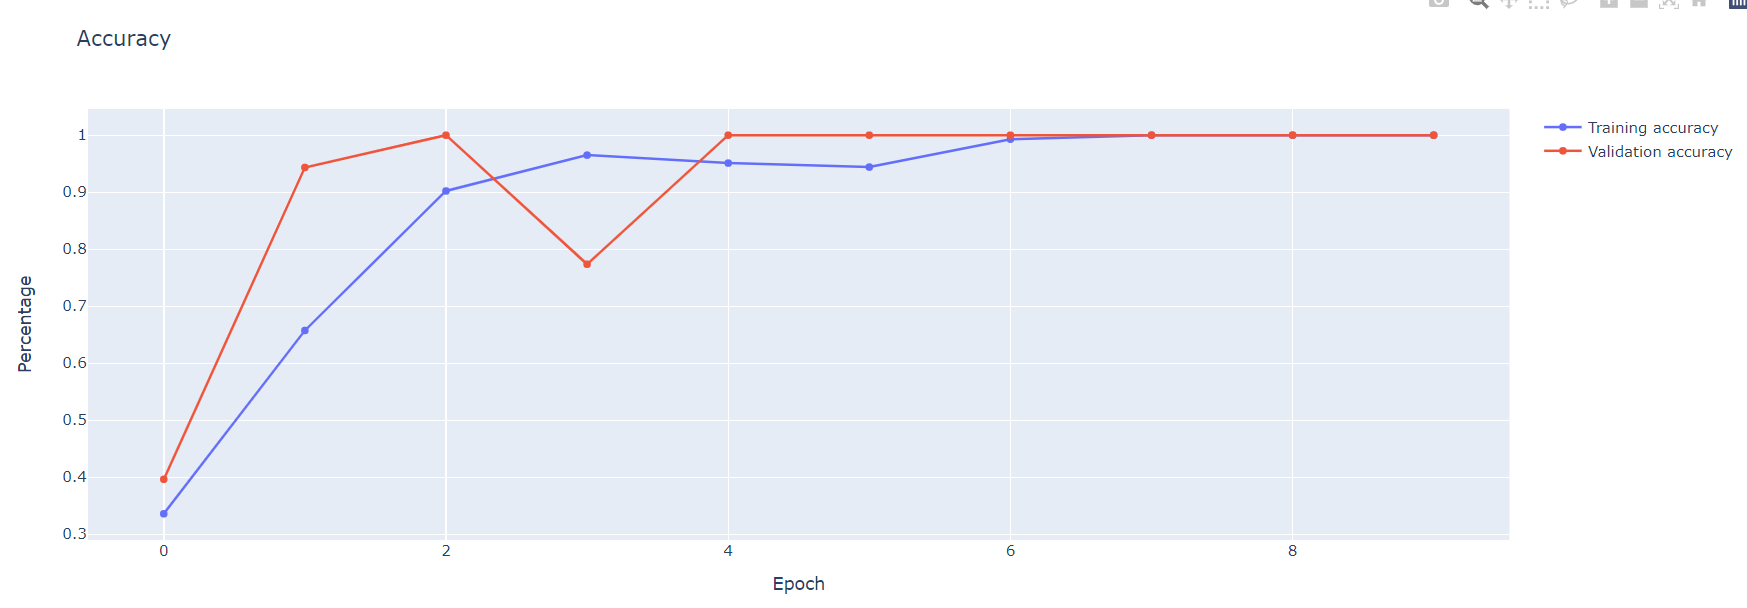 Accuracy
1
0.9
0.8
0.7
0.6
0.5
0.4
0.3
Percentage
0 2 4 6 8
Epoch
Training accuracy
Validation accuracy